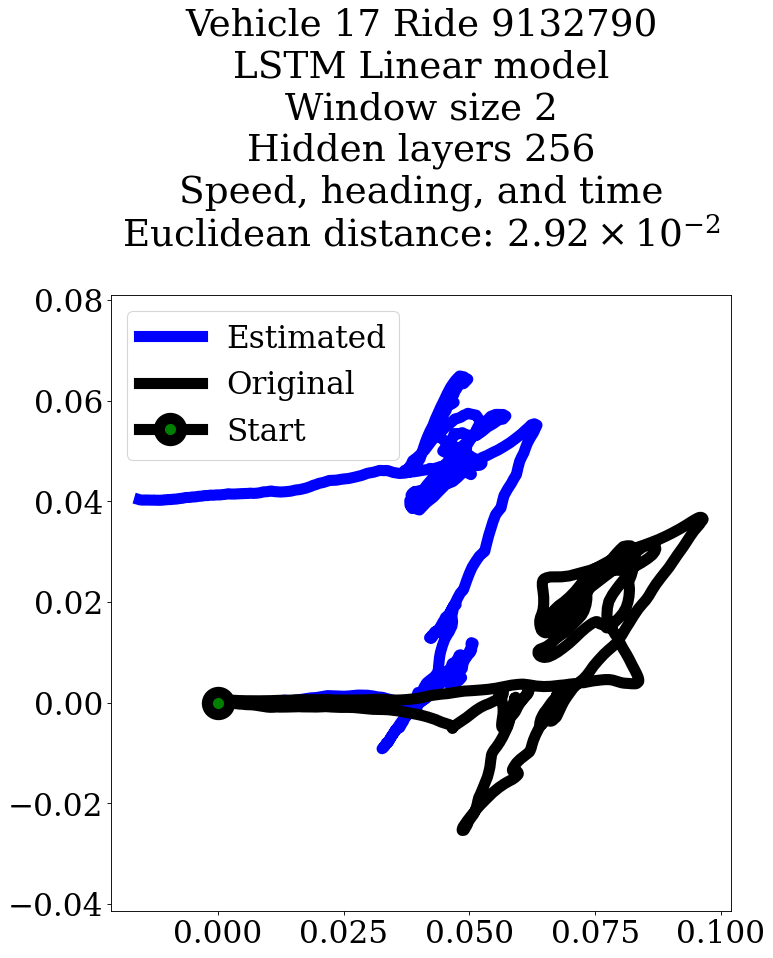 Vehicle 17 Ride 9132790
LSTM Linear model
Window size 2
Hidden layers 256
Speed, heading, and time
Euclidean distance: 2.92 × 10⁻²
Estimated
Original
Start
0.08
0.06
0.04
0.02
0.00
−0.02
−0.04
0.000 0.025 0.050 0.075 0.100